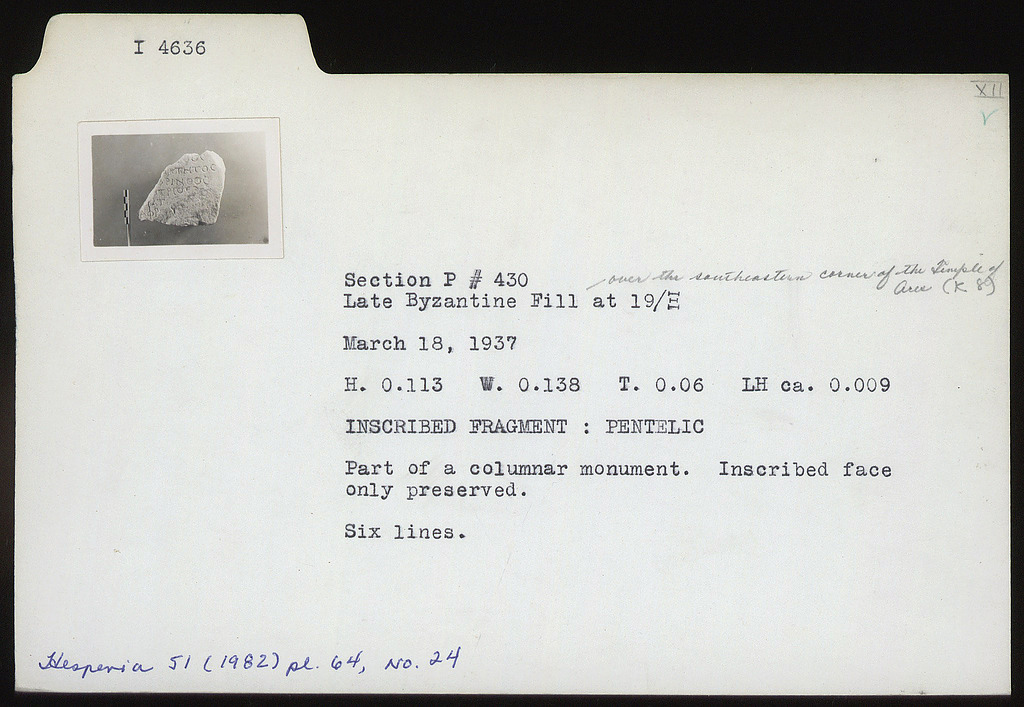 I 4636
XII
Section P # 430
over the southeastern corner of the Temple of
Ares (K 8)
Late Byzantine Fill at 19/Ξ
March 18, 1937
H. 0.113 W. 0.138 T. 0.06 LH ca. 0.009
INSCRIBED FRAGMENT : PENTELIC
Part of a columnar monument. Inscribed face
only preserved.
Six lines.
Hesperia 51 (1982) pl. 64, No. 24